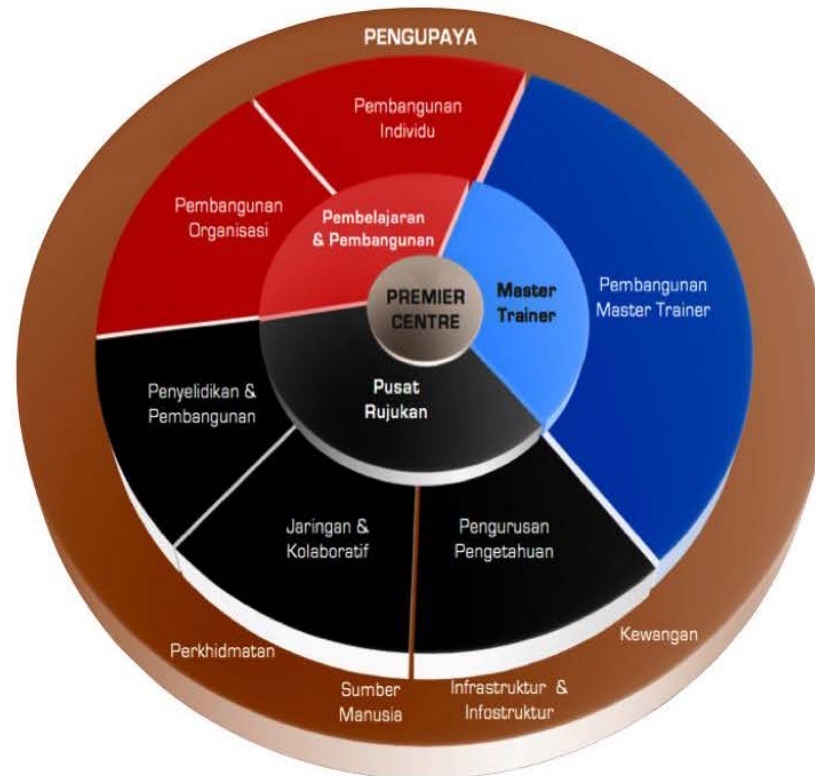 PENGUPAYA
Pembangunan
Individu
Pembangunan
Organisasi
Pembelajaran
& Pembangunan
PREMIER
CENTRE
Master
Trainer
Pembangunan
Master Trainer
Penyelidikan &
Pembangunan
Pusat
Rujukan
Jaringan &
Kolaboratif
Pengurusan
Pengetahuan
Perkhidmatan
Sumber
Manusia
Infrastruktur &
Infostruktur
Kewangan